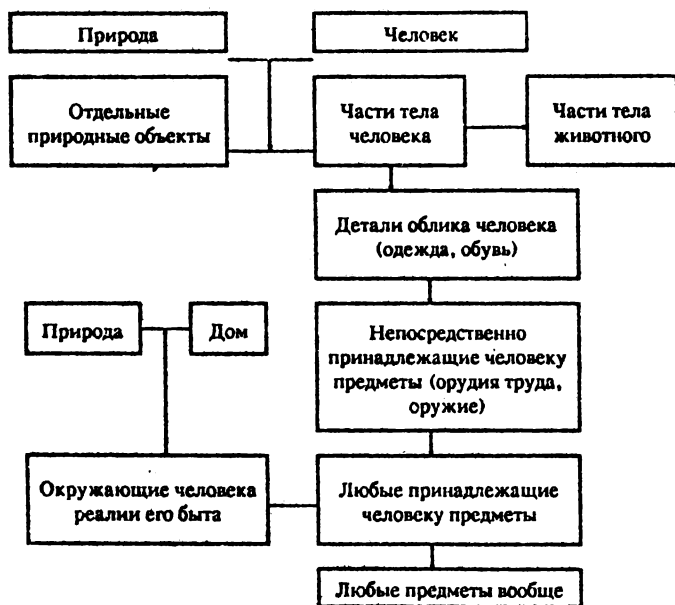 Природа
Человек
Отдельные
природные объекты
Части тела
человека
Части тела
животного
Детали облика человека
(одежда, обувь)
Природа
Дом
Непосредственно
принадлежащие человеку
предметы (орудия труда,
оружие)
Окружающие человека
реалии его быта
Любые принадлежащие
человеку предметы
Любые предметы вообще